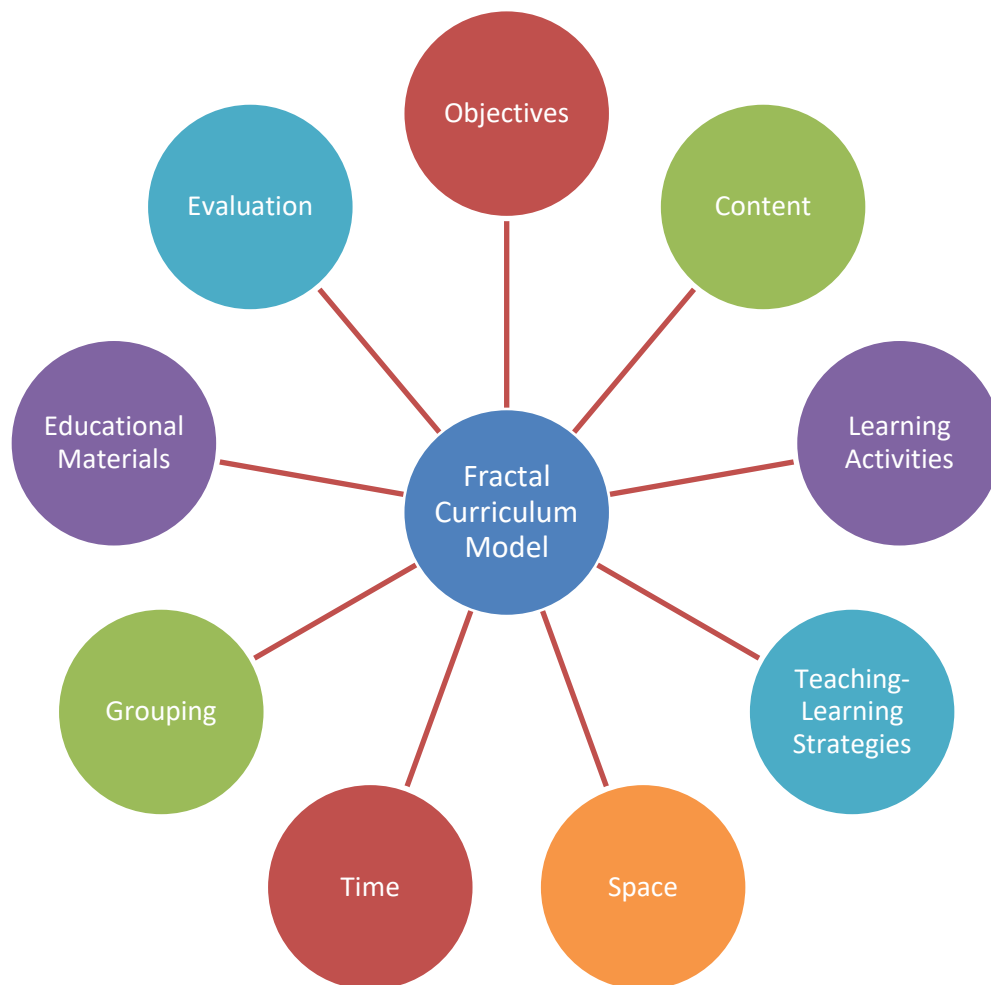 Objectives
Content
Learning
Activities
Teaching-
Learning
Strategies
Space
Time
Grouping
Educational
Materials
Evaluation
Fractal
Curriculum
Model